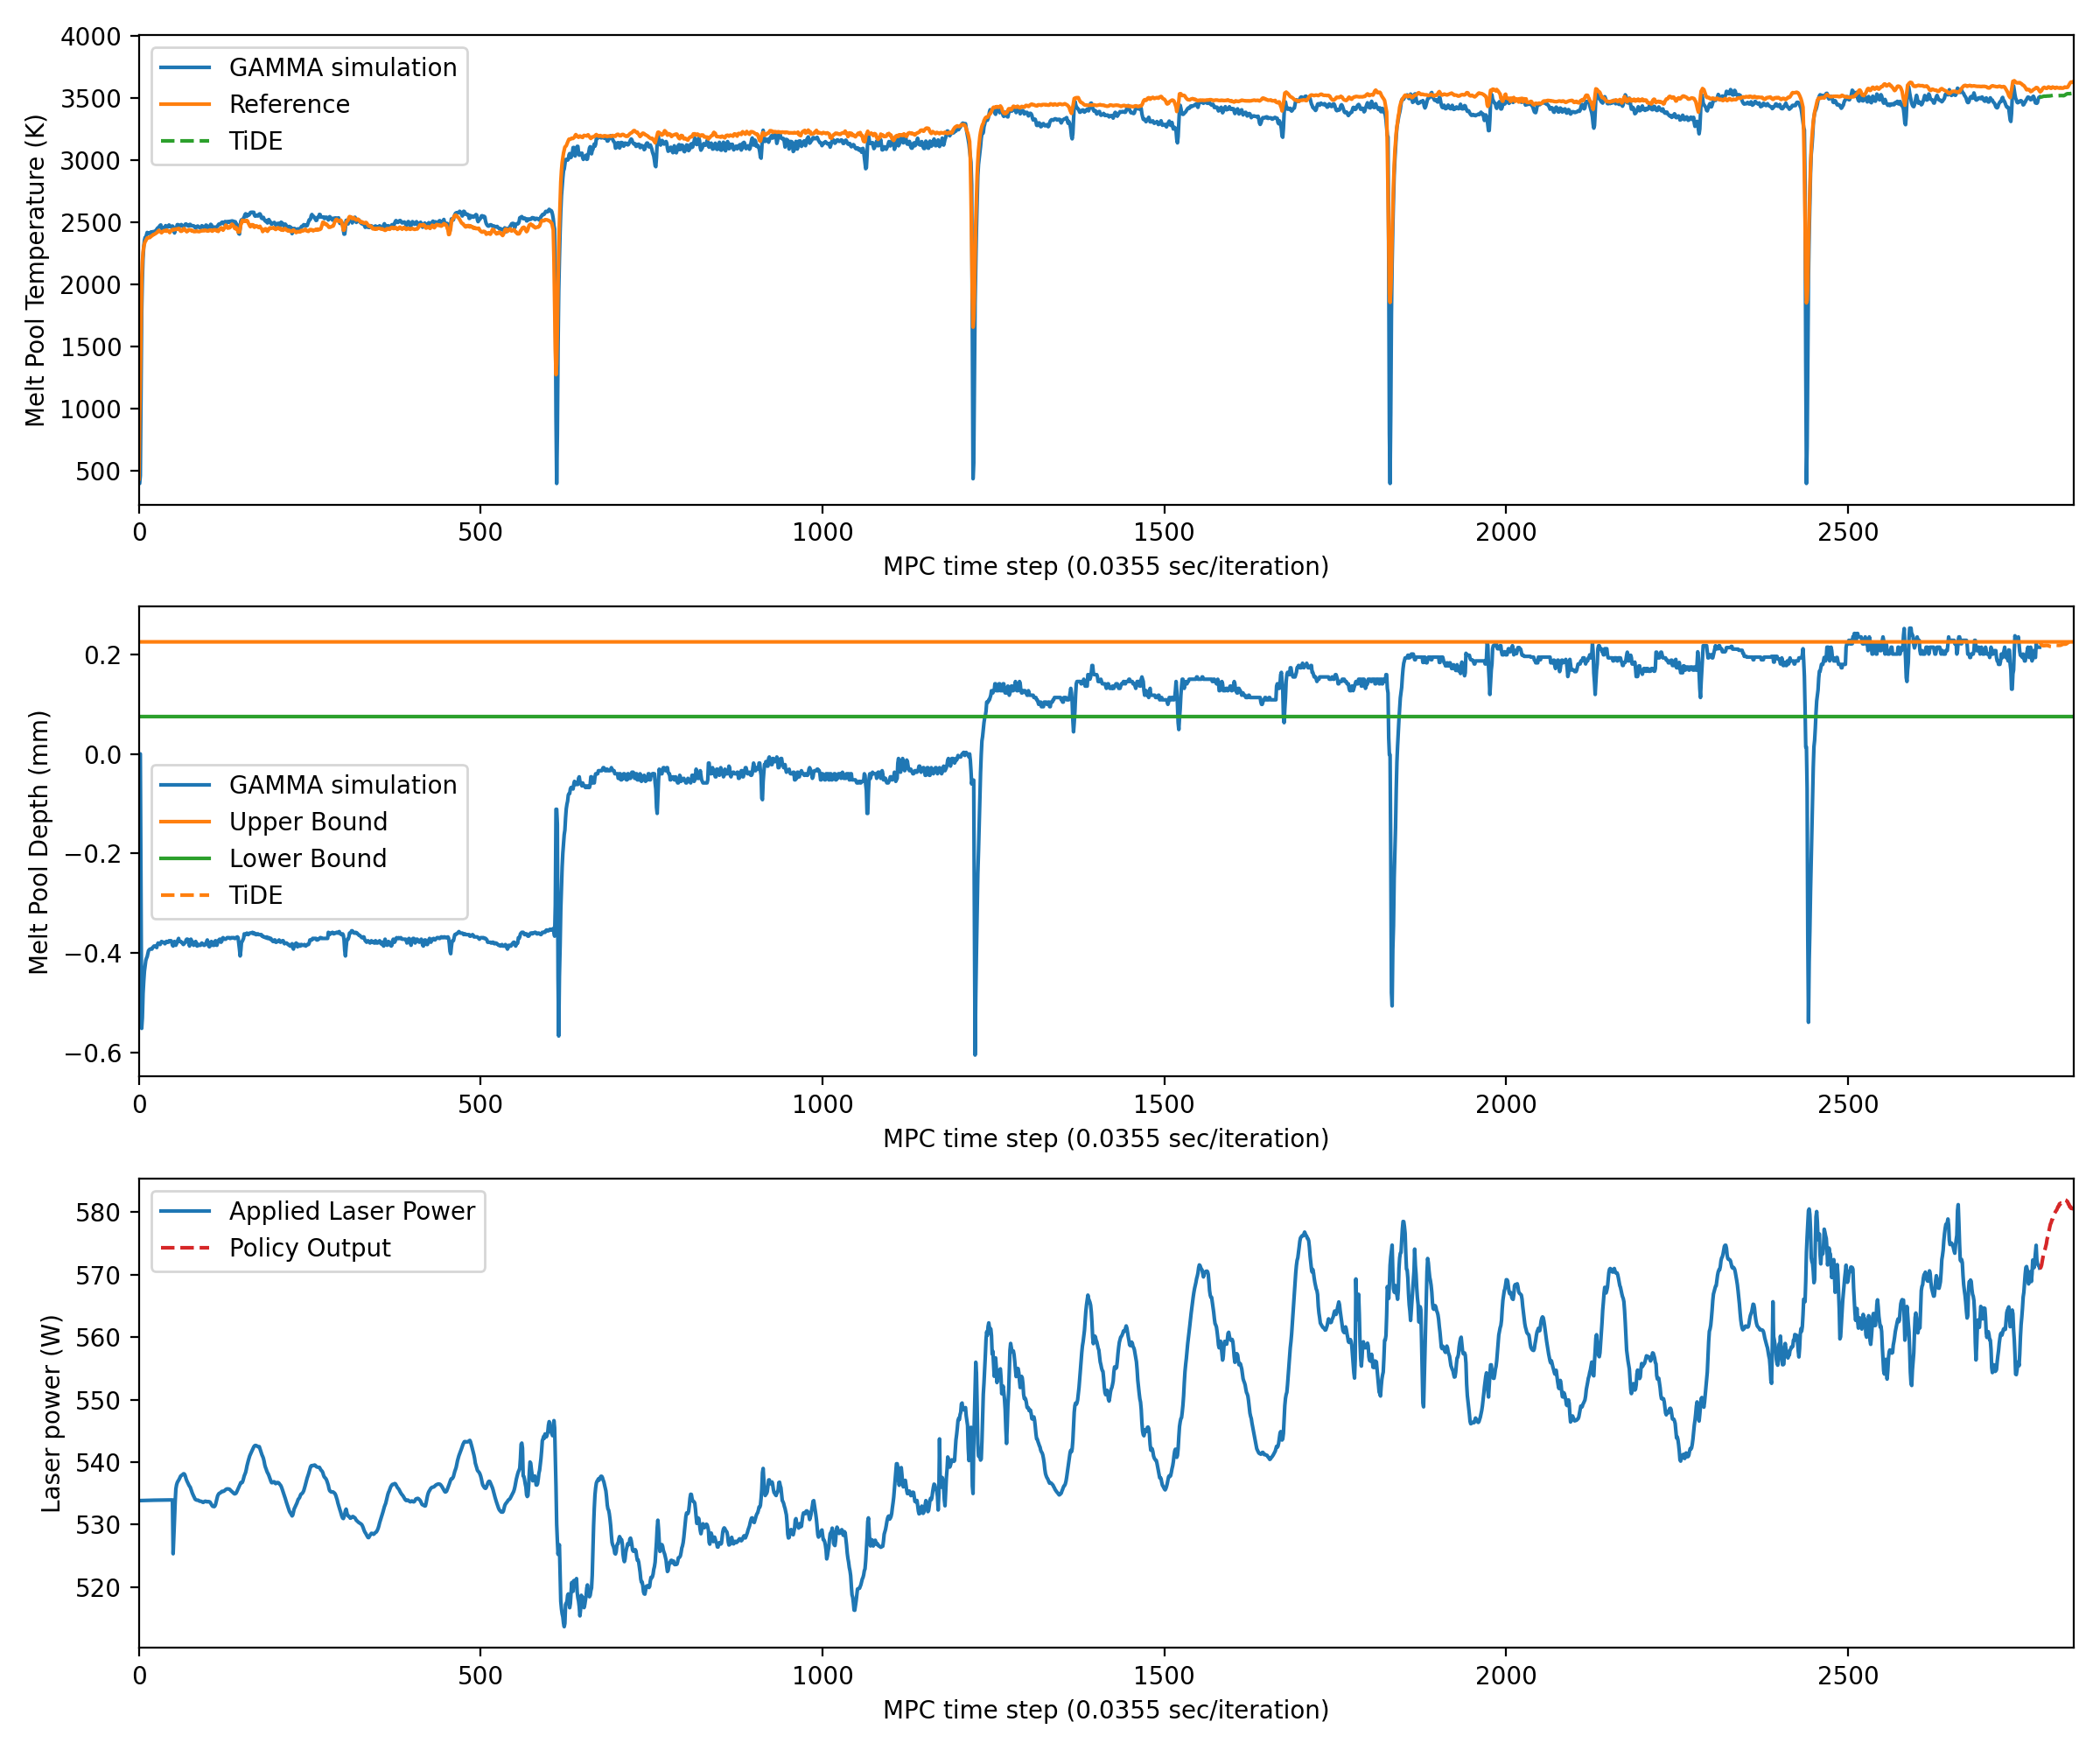 4000
3500
3000
2500
2000
1500
1000
500
Melt Pool Temperature (K)
GAMMA simulation
Reference
TiDE
0 500 1000 1500 2000 2500
MPC time step (0.0355 sec/iteration)
0.2
0.0
−0.2
−0.4
−0.6
Melt Pool Depth (mm)
GAMMA simulation
Upper Bound
Lower Bound
TiDE
0 500 1000 1500 2000 2500
MPC time step (0.0355 sec/iteration)
580
570
560
550
540
530
520
Laser power (W)
Applied Laser Power
Policy Output
0 500 1000 1500 2000 2500
MPC time step (0.0355 sec/iteration)